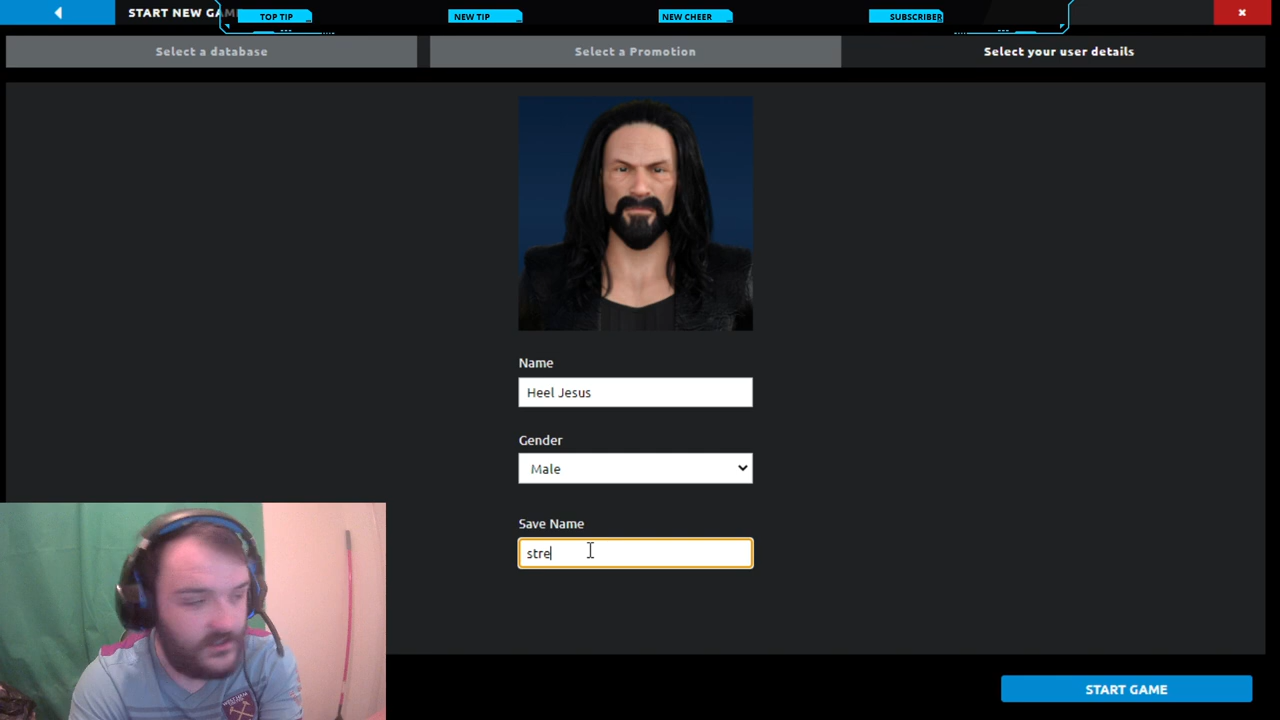 START NEW GAM
TOP TIP
NEW TIP
NEW CHEER
SUBSCRIBER
Select a database
Select a Promotion
Select your user details
Name
Heel Jesus
Gender
Male
Save Name
stre
START GAME